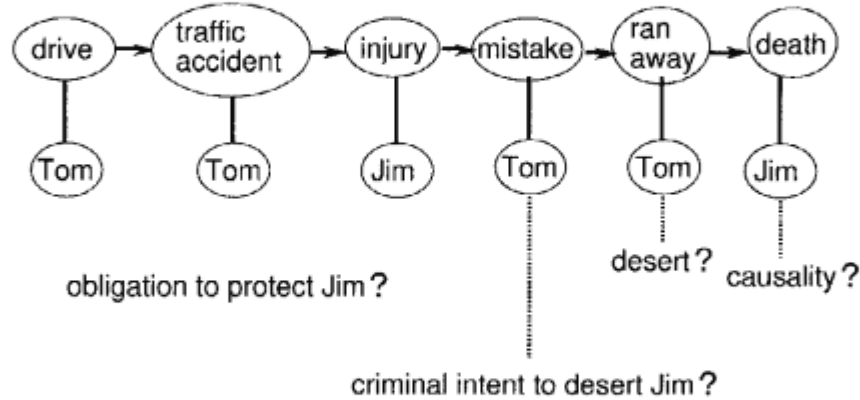 drive
traffic
accident
injury
mistake
ran
away
death
Tom
Tom
Jim
Tom
Tom
Jim
desert?
causality?
obligation to protect Jim?
criminal intent to desert Jim?